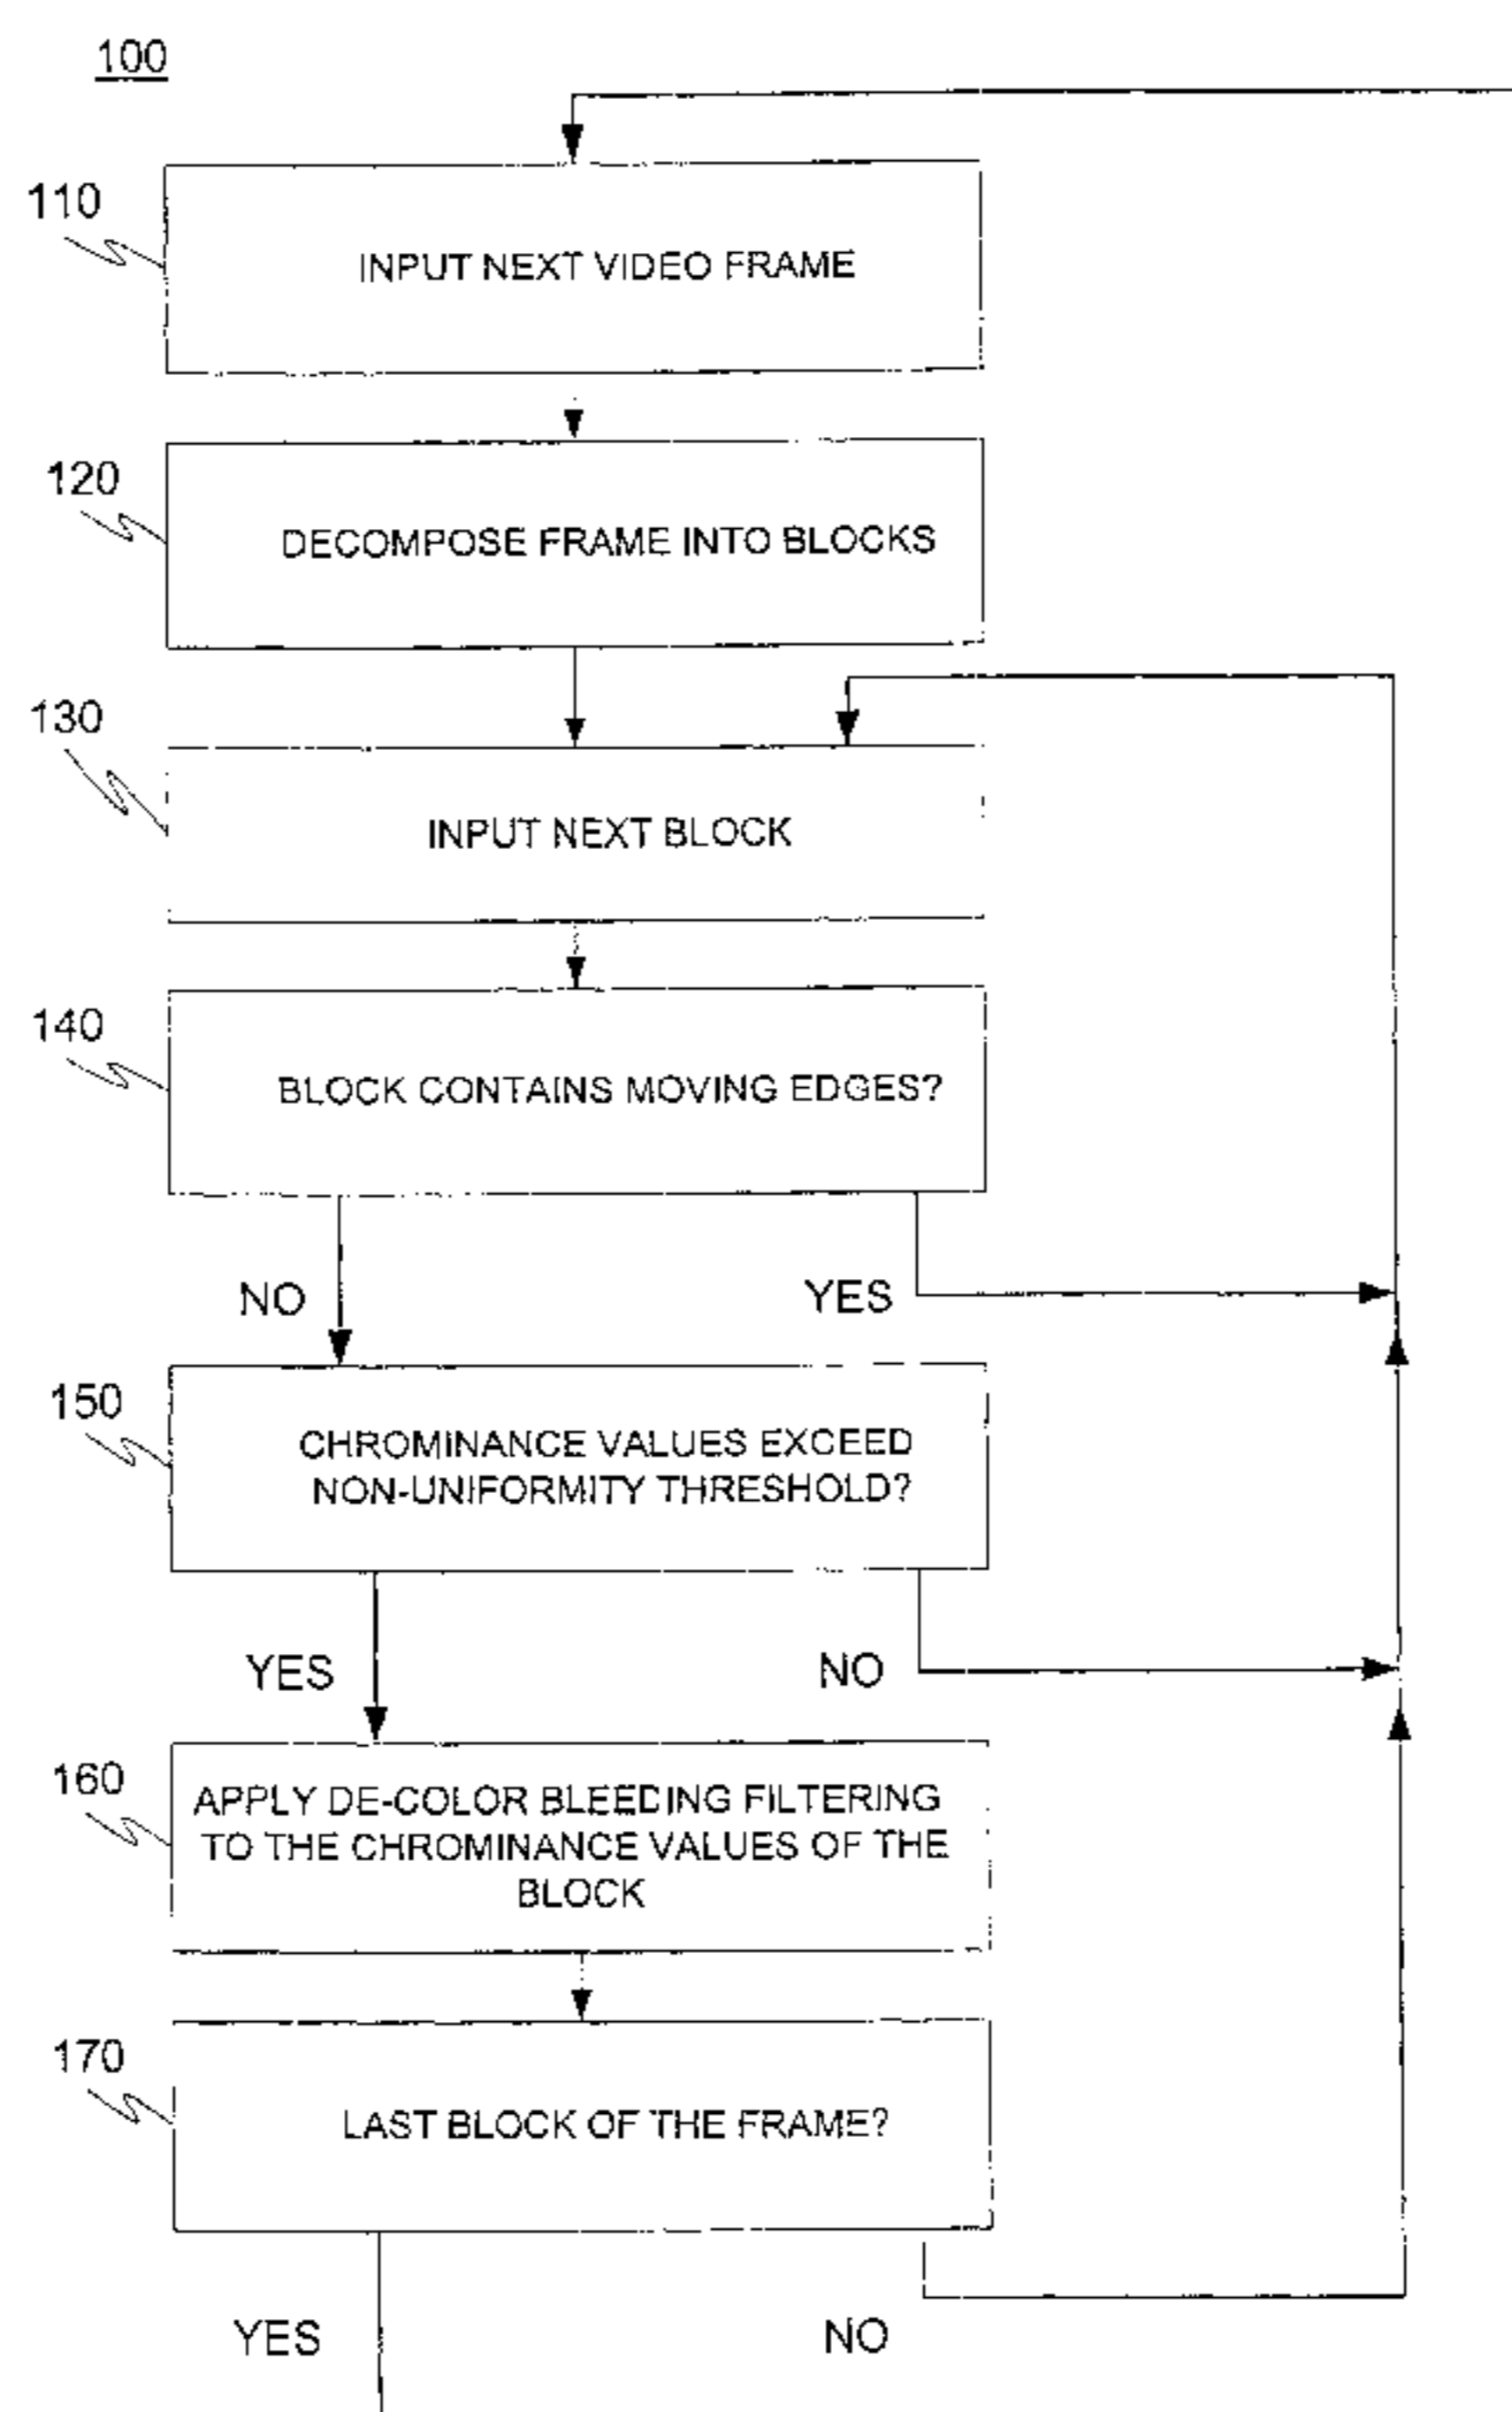 100
110
INPUT NEXT VIDEO FRAME
120
DECOMPOSE FRAME INTO BLOCKS
130
INPUT NEXT BLOCK
140
BLOCK CONTAINS MOVING EDGES?
NO
YES
150
CHROMINANCE VALUES EXCEED
NON-UNIFORMITY THRESHOLD?
YES
NO
160
APPLY DE-COLOR BLEEDING FILTERING
TO THE CHROMINANCE VALUES OF THE
BLOCK
170
LAST BLOCK OF THE FRAME?
YES
NO